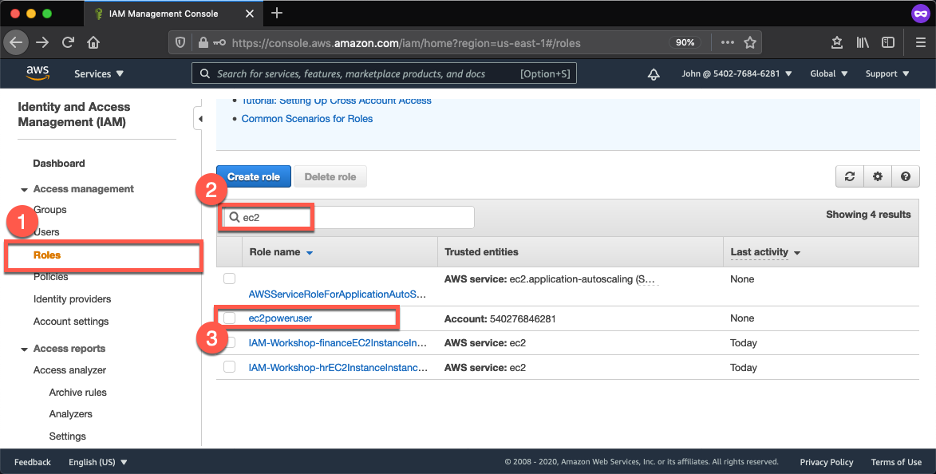 IAM Management Console
https://console.aws.amazon.com/iam/home?region=us-east-1#/roles
90%
aws
Services
Search for services, features, marketplace products, and docs [Option+S]
John @ 5402-7684-6281
Global
Support
Identity and Access
Management (IAM)
Dashboard
Access management
Groups
1
Users
Roles
Policies
Identity providers
Account settings
Access reports
Access analyzer
Archive rules
Analyzers
Settings
Tutorial: Setting Up Cross Account Access
Common Scenarios for Roles
Create role
Delete role
2
ec2
Showing 4 results
Role name
Trusted entities
Last activity
AWS service: ec2.application-autoscaling (S...
None
AWSServiceRoleForApplicationAutoS...
ec2poweruser
Account: 540276846281
None
3
IAM-Workshop-financeEC2InstanceIn...
AWS service: ec2
Today
IAM-Workshop-hrEC2InstanceInstanc...
AWS service: ec2
Today
Feedback
English (US)
© 2008 - 2020, Amazon Web Services, Inc. or its affiliates. All rights reserved.
Privacy Policy
Terms of Use